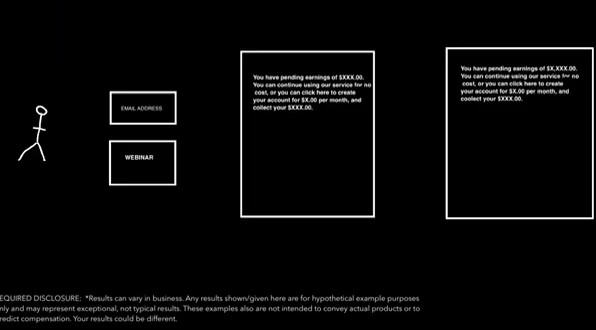 EMAIL ADDRESS
WEBINAR
You have pending earnings of $XXX.00.
You can continue using our service for no
cost, or you can click here to create
your account for $X.00 per month, and
collect your $XXX.00.
You have pending earnings of $X,XXX.00.
You can continue using our service for no
cost, or you can click here to create
your account for $X.00 per month, and
coolect your $XXX.00.
EQUIRED DISCLOSURE: *Results can vary in business. Any results shown/given here are for hypothetical example purposes
nly and may represent exceptional, not typical results. These examples also are not intended to convey actual products or to
redict compensation. Your results could be different.